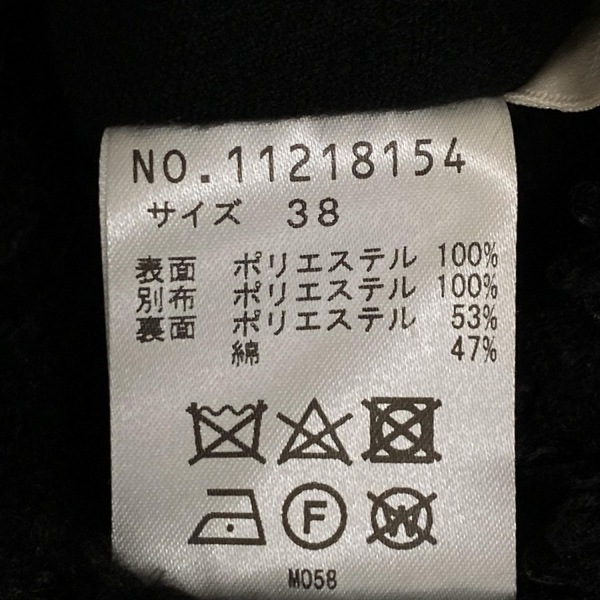 NO.11218154
サイズ 38
表面 ポリエステル 100%
別布 ポリエステル 100%
裏面 ポリエステル 53%
綿 47%
F W
M058